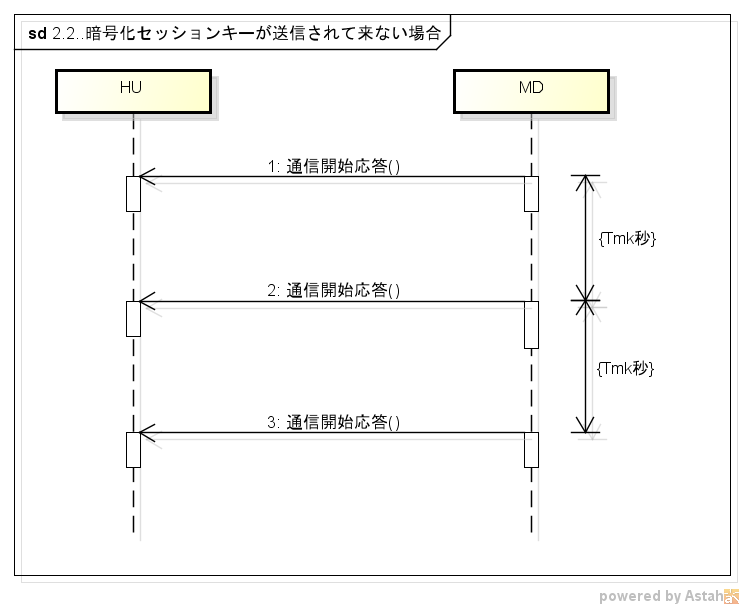 sd 2.2..暗号化セッションキーが送信されて来ない場合
HU
MD
1: 通信開始応答()
{Tmk秒}
2: 通信開始応答()
{Tmk秒}
3: 通信開始応答()
powered by Astah